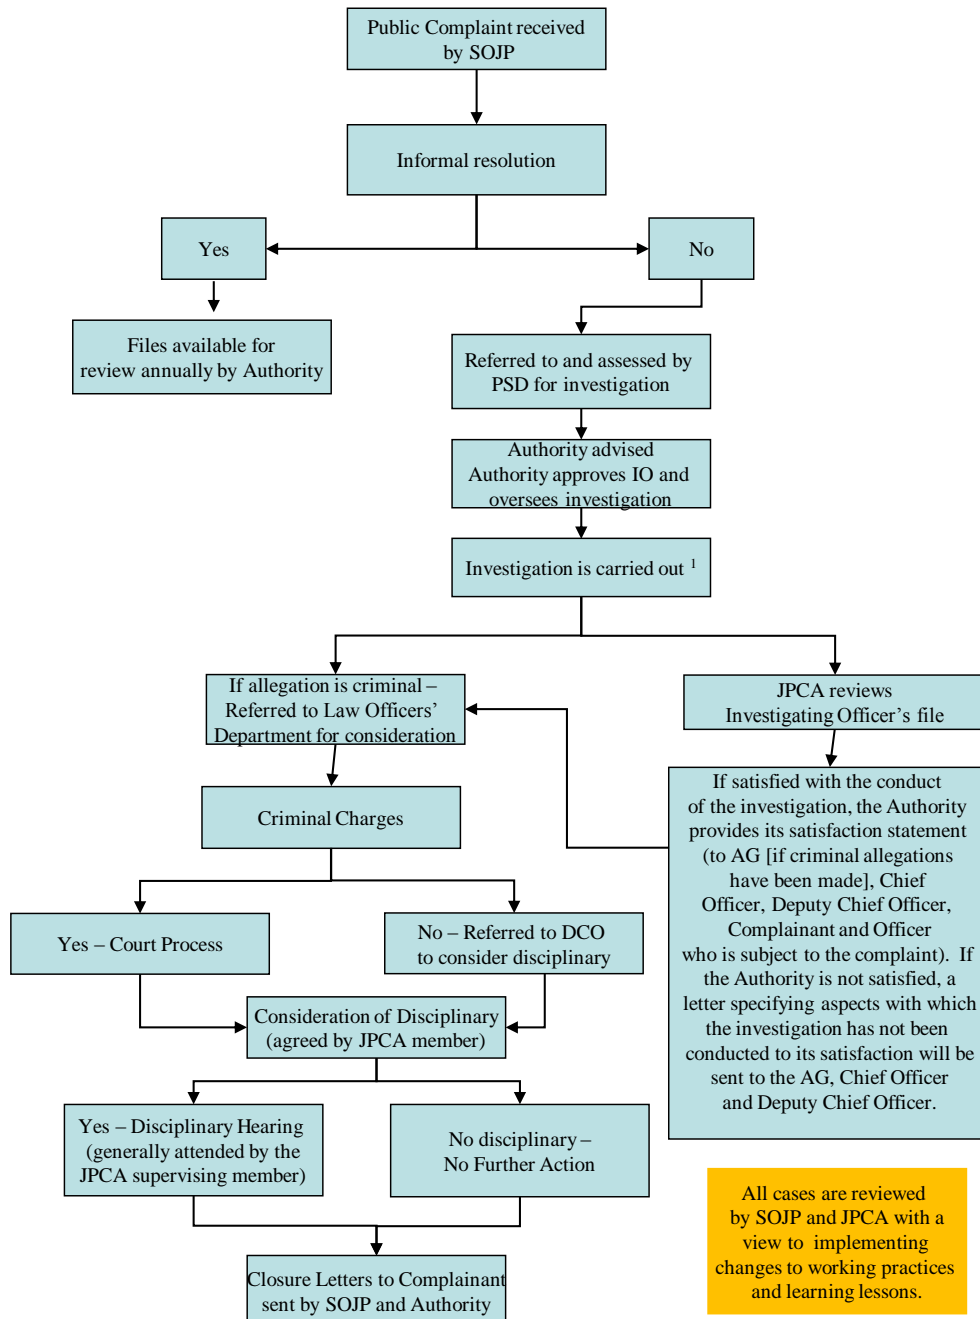 Public Complaint received
by SOJP
Informal resolution
Yes
No
Files available for
review annually by Authority
Referred to and assessed by
PSD for investigation
Authority advised
Authority approves IO and
oversees investigation
Investigation is carried out 1
If allegation is criminal –
Referred to Law Officers’
Department for consideration
JPCA reviews
Investigating Officer’s file
Criminal Charges
If satisfied with the conduct
of the investigation, the Authority
provides its satisfaction statement
(to AG [if criminal allegations
have been made], Chief
Officer, Deputy Chief Officer,
Complainant and Officer
who is subject to the complaint). If
the Authority is not satisfied, a
letter specifying aspects with which
the investigation has not been
conducted to its satisfaction will be
sent to the AG, Chief Officer
and Deputy Chief Officer.
Yes – Court Process
No – Referred to DCO
to consider disciplinary
Consideration of Disciplinary
(agreed by JPCA member)
Yes – Disciplinary Hearing
(generally attended by the
JPCA supervising member)
No disciplinary –
No Further Action
Closure Letters to Complainant
sent by SOJP and Authority
All cases are reviewed
by SOJP and JPCA with a
view to implementing
changes to working practices
and learning lessons.